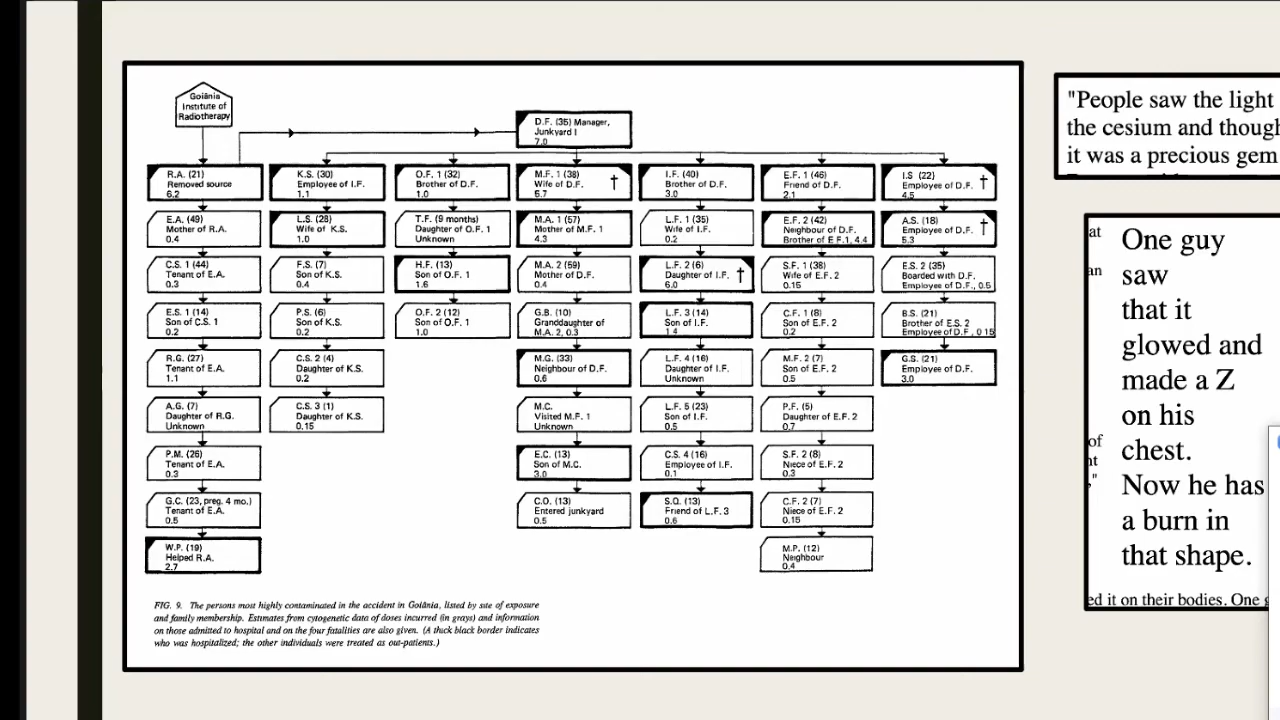 Goiânia
Institute of
Radiotherapy
D.F. (35) Manager,
Junkyard I
7.0
R.A. (21)
Removed source
6.2
E.A. (49)
Mother of R.A.
0.4
C.S. 1 (44)
Tenant of E.A.
0.3
E.S. 1 (14)
Son of C.S. 1
0.2
R.G. (27)
Tenant of E.A.
1.1
A.G. (7)
Daughter of R.G.
Unknown
P.M. (26)
Tenant of E.A.
0.3
G.C. (23, preg. 4 mo.)
Tenant of E.A.
0.5
W.P. (19)
Helped R.A.
2.7
K.S. (30)
Employee of I.F.
1.1
L.S. (28)
Wife of K.S.
1.0
F.S. (7)
Son of K.S.
0.4
P.S. (6)
Son of K.S.
0.2
C.S. 2 (4)
Daughter of K.S.
0.2
C.S. 3 (1)
Daughter of K.S.
0.15
O.F. 1 (32)
Brother of D.F.
1.0
T.F. (9 months)
Daughter of O.F. 1
Unknown
H.F. (13)
Son of O.F. 1
1.6
O.F. 2 (12)
Son of O.F. 1
1.0
M.F. 1 (38)
Wife of D.F.
5.7
†
M.A. 1 (57)
Mother of M.F. 1
4.3
M.A. 2 (59)
Mother of D.F.
0.4
G.B. (10)
Granddaughter of
M.A. 2, 0.3
M.G. (33)
Neighbour of D.F.
0.6
M.C.
Visited M.F. 1
Unknown
E.C. (13)
Son of M.C.
3.0
C.O. (13)
Entered junkyard
0.5
I.F. (40)
Brother of D.F.
3.0
L.F. 1 (35)
Wife of I.F.
0.2
L.F. 2 (6)
Daughter of I.F.
6.0
†
L.F. 3 (14)
Son of I.F.
1.4
L.F. 4 (16)
Daughter of I.F.
Unknown
L.F. 5 (23)
Son of I.F.
0.5
C.S. 4 (16)
Employee of I.F.
0.1
S.Q. (13)
Friend of L.F. 3
0.6
E.F. 1 (46)
Friend of D.F.
2.1
E.F. 2 (42)
Neighbour of D.F.
Brother of E F.1, 4.4
S.F. 1 (38)
Wife of E.F. 2
0.15
C.F. 1 (8)
Son of E.F. 2
0.2
M.F. 2 (7)
Son of E.F. 2
0.5
P.F. (5)
Daughter of E.F. 2
0.7
S.F. 2 (8)
Niece of E.F. 2
0.3
C.F. 2 (7)
Niece of E.F. 2
0.15
M.P. (12)
Neighbour
0.4
I.S (22)
Employee of D.F.
4.5
†
A.S. (18)
Employee of D.F.
5.3
†
E.S. 2 (35)
Boarded with D.F.
Employee of D.F., 0.5
B.S. (21)
Brother of E.S. 2
Employee of D.F., 0 15
G.S. (21)
Employee of D.F.
3.0
FIG. 9. The persons most highly contaminated in the accident in Goiânia, listed by site of exposure
and family membership. Estimates from cytogenetic data of doses incurred (in grays) and information
on those admitted to hospital and on the four fatalities are also given. (A thick black border indicates
who was hospitalized; the other individuals were treated as out-patients.)
"People saw the light
the cesium and though
it was a precious gem
at
an
of
nt
"
One guy
saw
that it
glowed and
made a Z
on his
chest.
Now he has
a burn in
that shape.
ed it on their bodies. One g